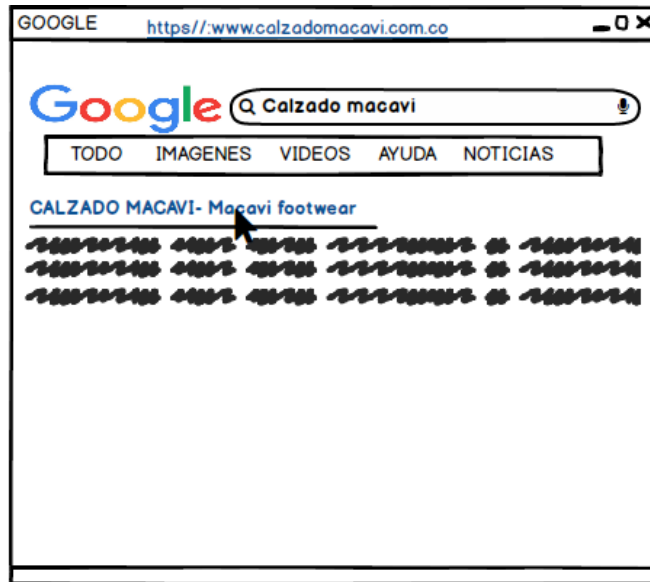 GOOGLE https//:www.calzadomacavi.com.co
Google Calzado macavi
TODO IMAGENES VIDEOS AYUDA NOTICIAS
CALZADO MACAVI- Macavi footwear